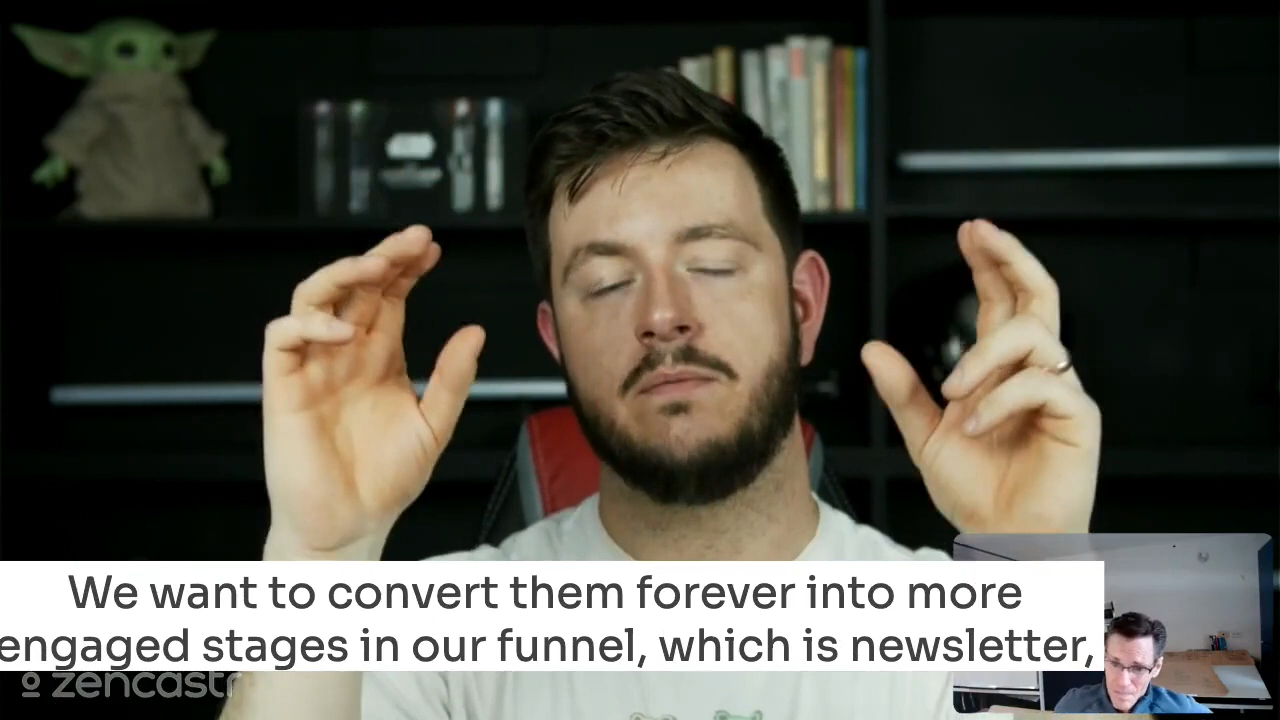 We want to convert them forever into more
engaged stages in our funnel, which is newsletter,
zencastr